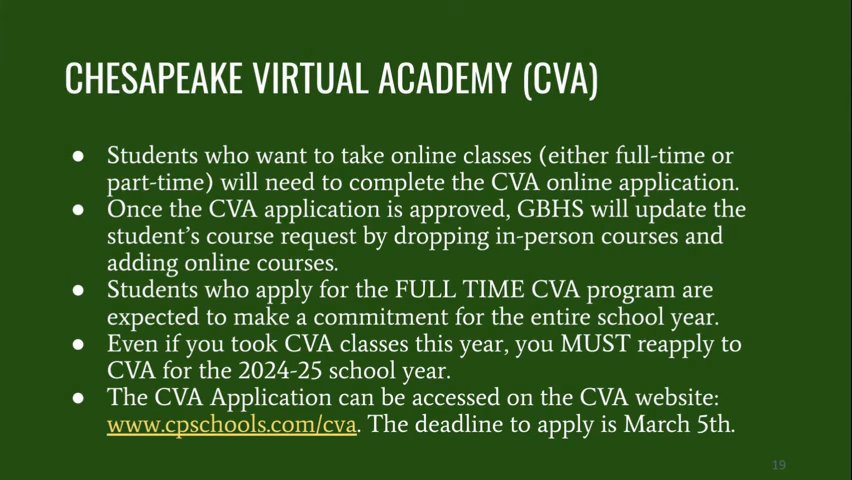 CHESAPEAKE VIRTUAL ACADEMY (CVA)
● Students who want to take online classes (either full-time or
part-time) will need to complete the CVA online application.
● Once the CVA application is approved, GBHS will update the
student’s course request by dropping in-person courses and
adding online courses.
● Students who apply for the FULL TIME CVA program are
expected to make a commitment for the entire school year.
● Even if you took CVA classes this year, you MUST reapply to
CVA for the 2024-25 school year.
● The CVA Application can be accessed on the CVA website:
www.cpschools.com/cva. The deadline to apply is March 5th.
19